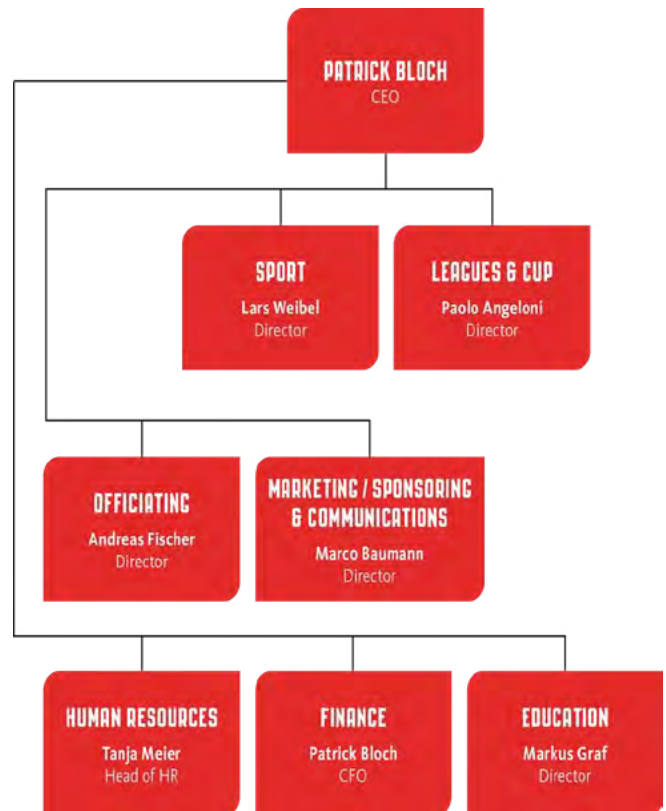 PATRICK BLOCH
CEO
SPORT
Lars Weibel
Director
LEAGUES & CUP
Paolo Angeloni
Director
OFFICIATING
Andreas Fischer
Director
MARKETING / SPONSORING
& COMMUNICATIONS
Marco Baumann
Director
HUMAN RESOURCES
Tanja Meier
Head of HR
FINANCE
Patrick Bloch
CFO
EDUCATION
Markus Graf
Director